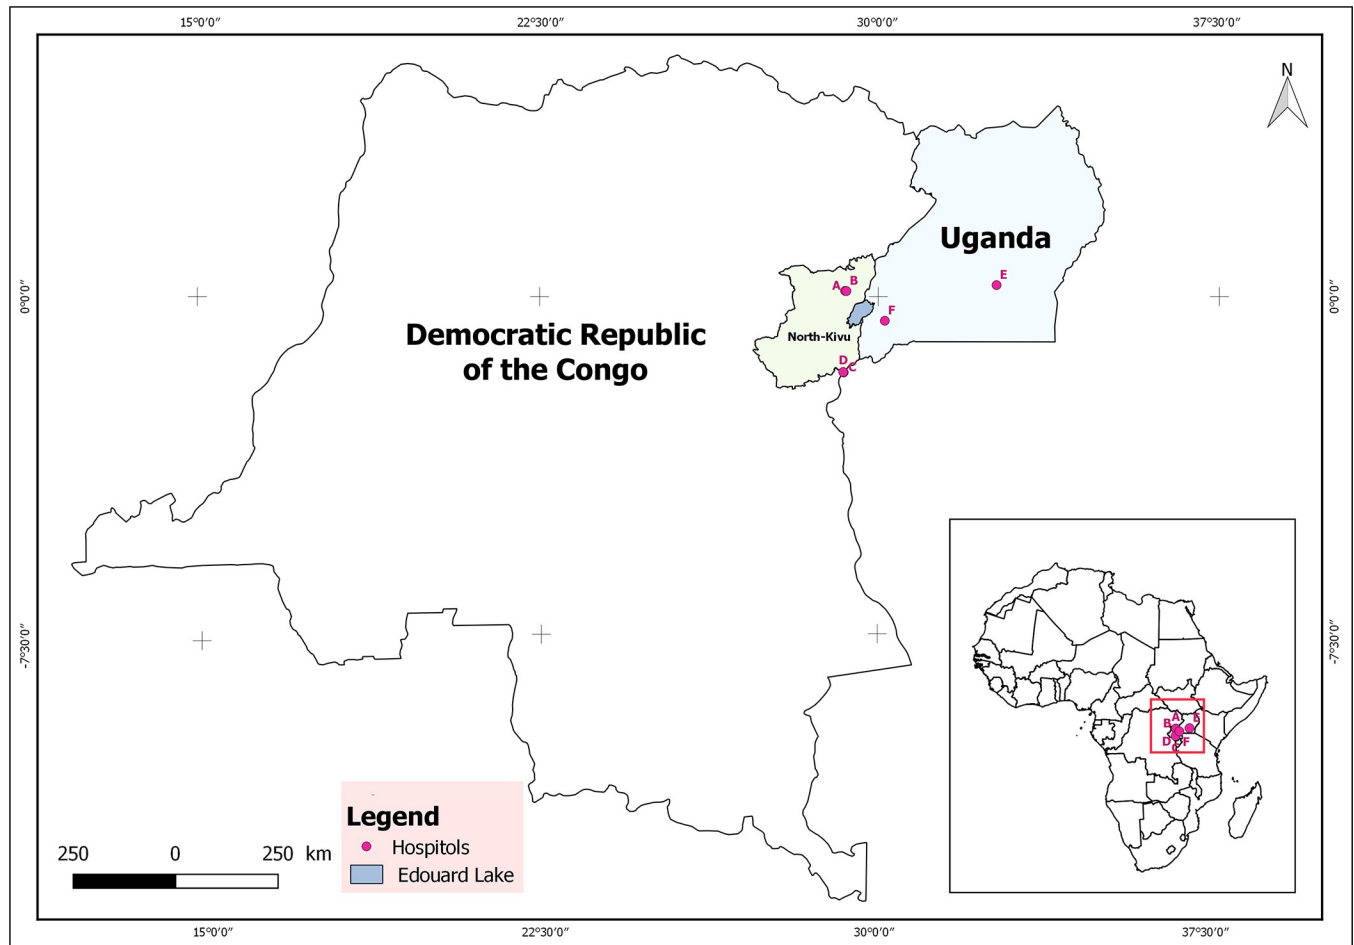 15°0′0″ 22°30′0″ 30°0′0″ 37°30′0″
N
Uganda
E
B
A
0°0′0″ 0°0′0″
F
Democratic Republic
of the Congo
North-Kivu
D
C
-7°30′0″ -7°30′0″
A E
B
D F
C
Legend
Hospitols
Edouard Lake
250 0 250 km
15°0′0″ 22°30′0″ 30°0′0″ 37°30′0″